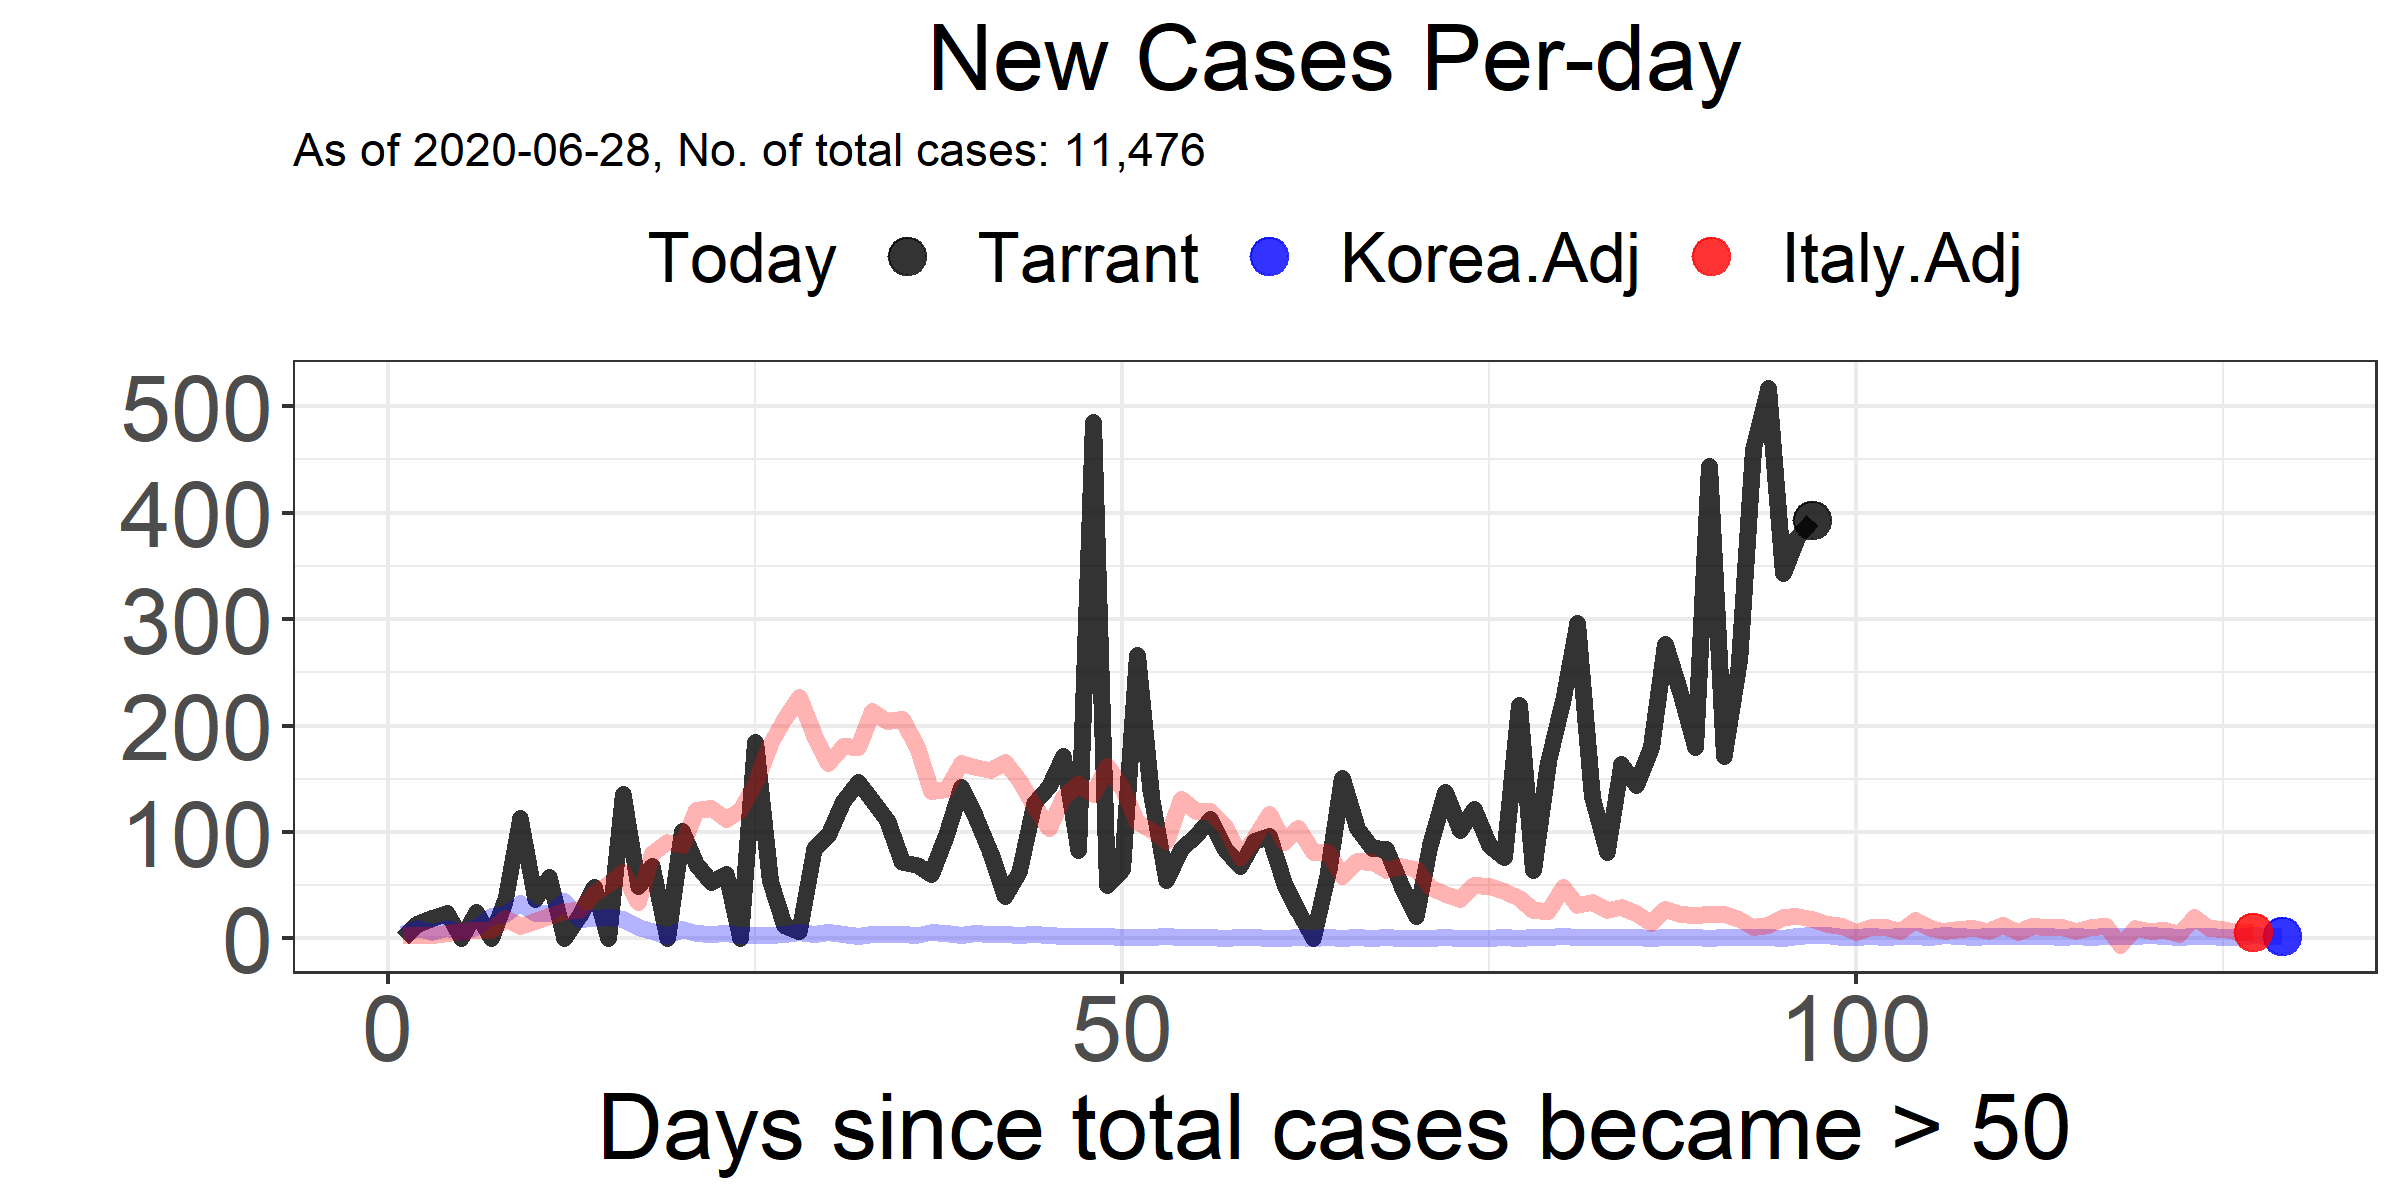 New Cases Per-day
As of 2020-06-28, No. of total cases: 11,476
Today Tarrant Korea.Adj Italy.Adj
500
400
300
200
100
0
0 50 100
Days since total cases became > 50